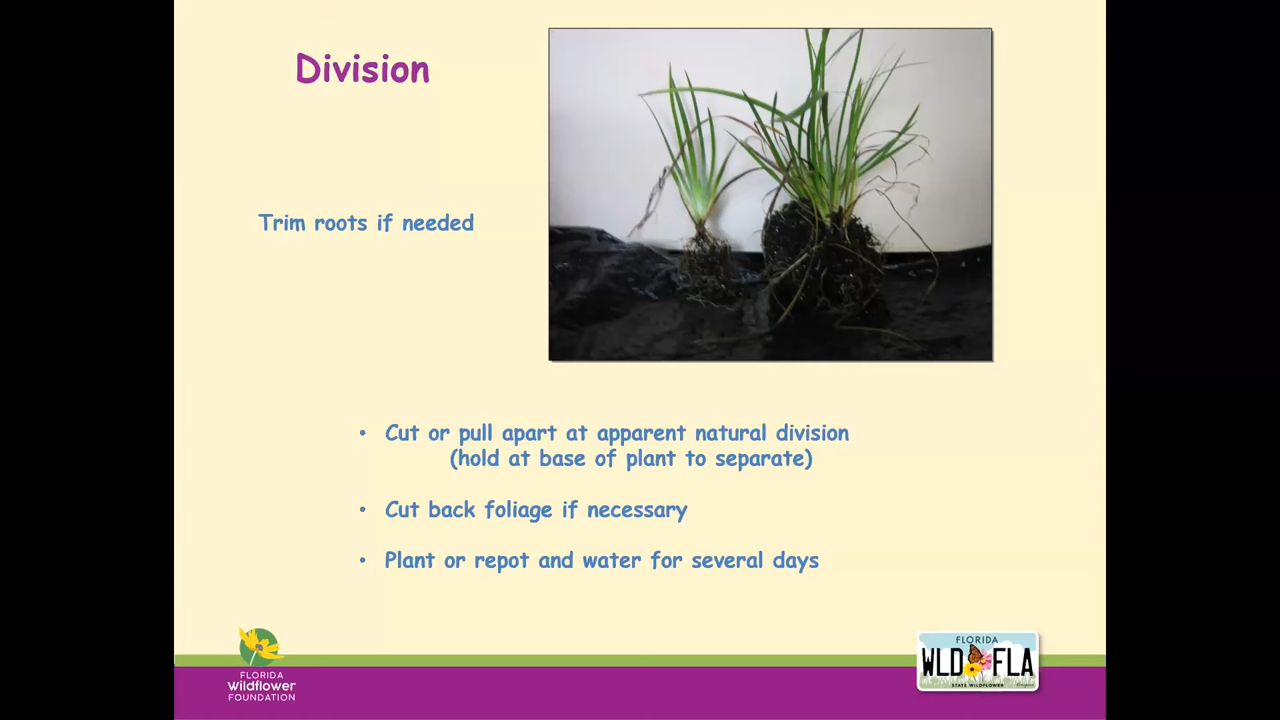 Division
Trim roots if needed
• Cut or pull apart at apparent natural division
(hold at base of plant to separate)
• Cut back foliage if necessary
• Plant or repot and water for several days
FLORIDA
wildflower
FOUNDATION
FLORIDA
WLD FLA
STATE WILDFLOWER